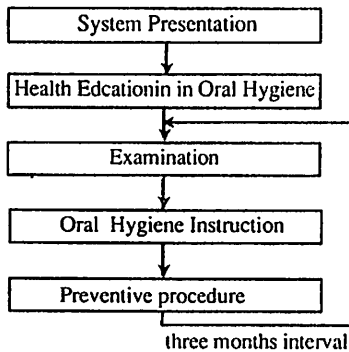 System Presentation
Health Edcationin in Oral Hygiene
Examination
Oral Hygiene Instruction
Preventive procedure
three months interval